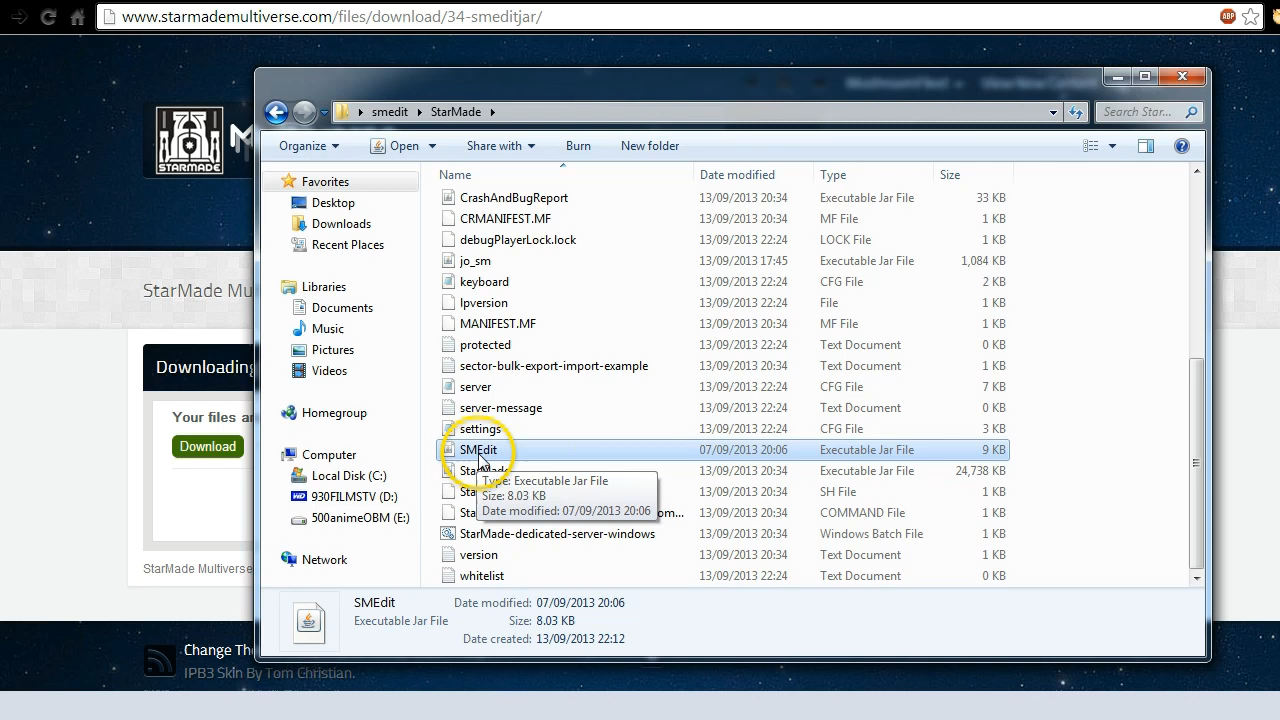 www.starmademultiverse.com/files/download/34-smeditjar/
ABP
smedit StarMade
Search Star...
Organize Open Share with Burn New folder
Name Date modified Type Size
Favorites
Desktop
Downloads
Recent Places
Libraries
Documents
Music
Pictures
Videos
Homegroup
Computer
Local Disk (C:)
930FILMSTV (D:)
500animeOBM (E:)
Network
CrashAndBugReport 13/09/2013 20:34 Executable Jar File 33 KB
CRMANIFEST.MF 13/09/2013 20:34 MF File 1 KB
debugPlayerLock.lock 13/09/2013 22:24 LOCK File 0 KB
jo_sm 13/09/2013 17:45 Executable Jar File 1,084 KB
keyboard 13/09/2013 22:24 CFG File 2 KB
lpversion 13/09/2013 22:24 File 1 KB
MANIFEST.MF 13/09/2013 20:34 MF File 1 KB
protected 13/09/2013 22:24 Text Document 0 KB
sector-bulk-export-import-example 13/09/2013 20:34 Text Document 1 KB
server 13/09/2013 22:24 CFG File 7 KB
server-message 13/09/2013 22:24 Text Document 0 KB
settings 13/09/2013 22:24 CFG File 3 KB
SMEdit 07/09/2013 20:06 Executable Jar File 9 KB
StarMade 13/09/2013 20:34 Executable Jar File 24,738 KB
13/09/2013 20:34 SH File 1 KB
13/09/2013 20:34 COMMAND File 1 KB
StarMade-dedicated-server-windows 13/09/2013 20:34 Windows Batch File 1 KB
version 13/09/2013 20:34 Text Document 1 KB
whitelist 13/09/2013 22:24 Text Document 0 KB
Type: Executable Jar File
Size: 8.03 KB
Date modified: 07/09/2013 20:06
SMEdit Date modified: 07/09/2013 20:06
Executable Jar File Size: 8.03 KB
Date created: 13/09/2013 22:12
STARMADE
StarMade Mu
Downloading
Your files ar
Download
StarMade Multiverse
Change Th
IPB3 Skin By Tom Christian.